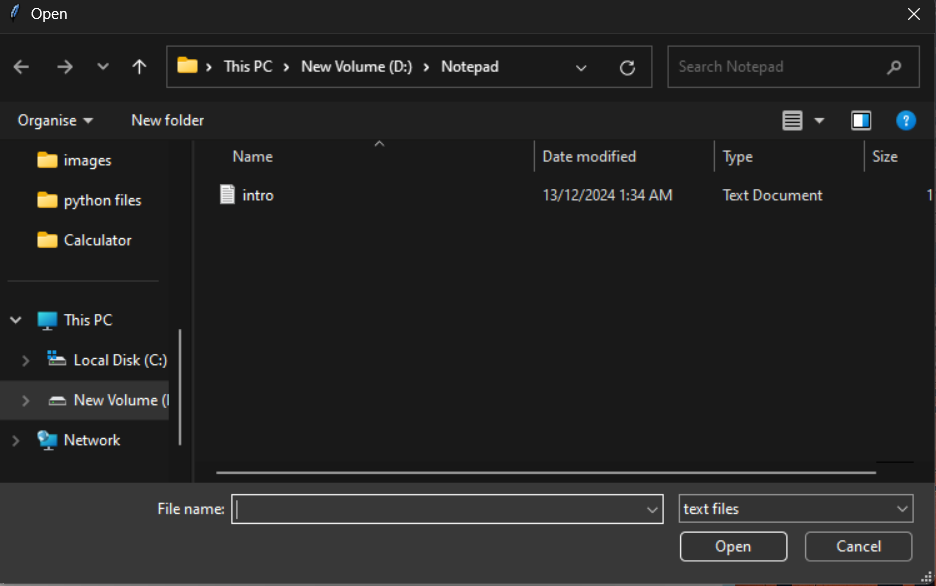 Open
This PC New Volume (D:) Notepad Search Notepad
Organise New folder
images
python files
Calculator
This PC
Local Disk (C:)
New Volume (
Network
Name Date modified Type Size
intro 13/12/2024 1:34 AM Text Document 1
File name: text files
Open Cancel